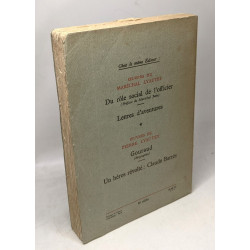 Chez le même Éditeur :
ŒUVRES DU
MARÉCHAL LYAUTEY
Du rôle social de l'officier
Lettres d'aventures
ŒUVRES DE
PIERRE LYAUTEY
Gouraud
Un héros révolté : Claude Barrès